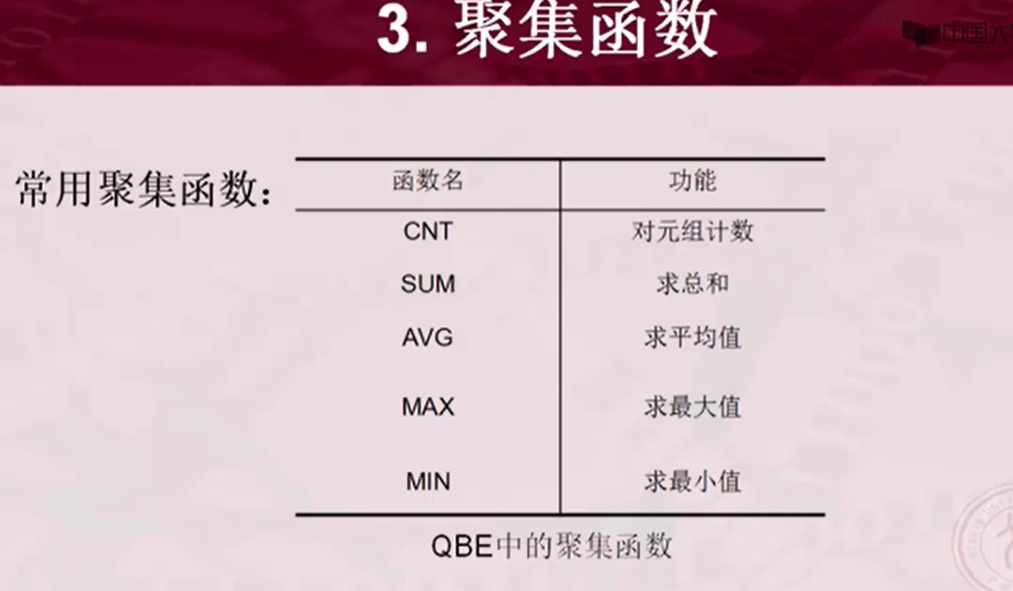 3. 聚集函数
中国大
常用聚集函数:
函数名 功能
CNT 对元组计数
SUM 求总和
AVG 求平均值
MAX 求最大值
MIN 求最小值
QBE中的聚集函数